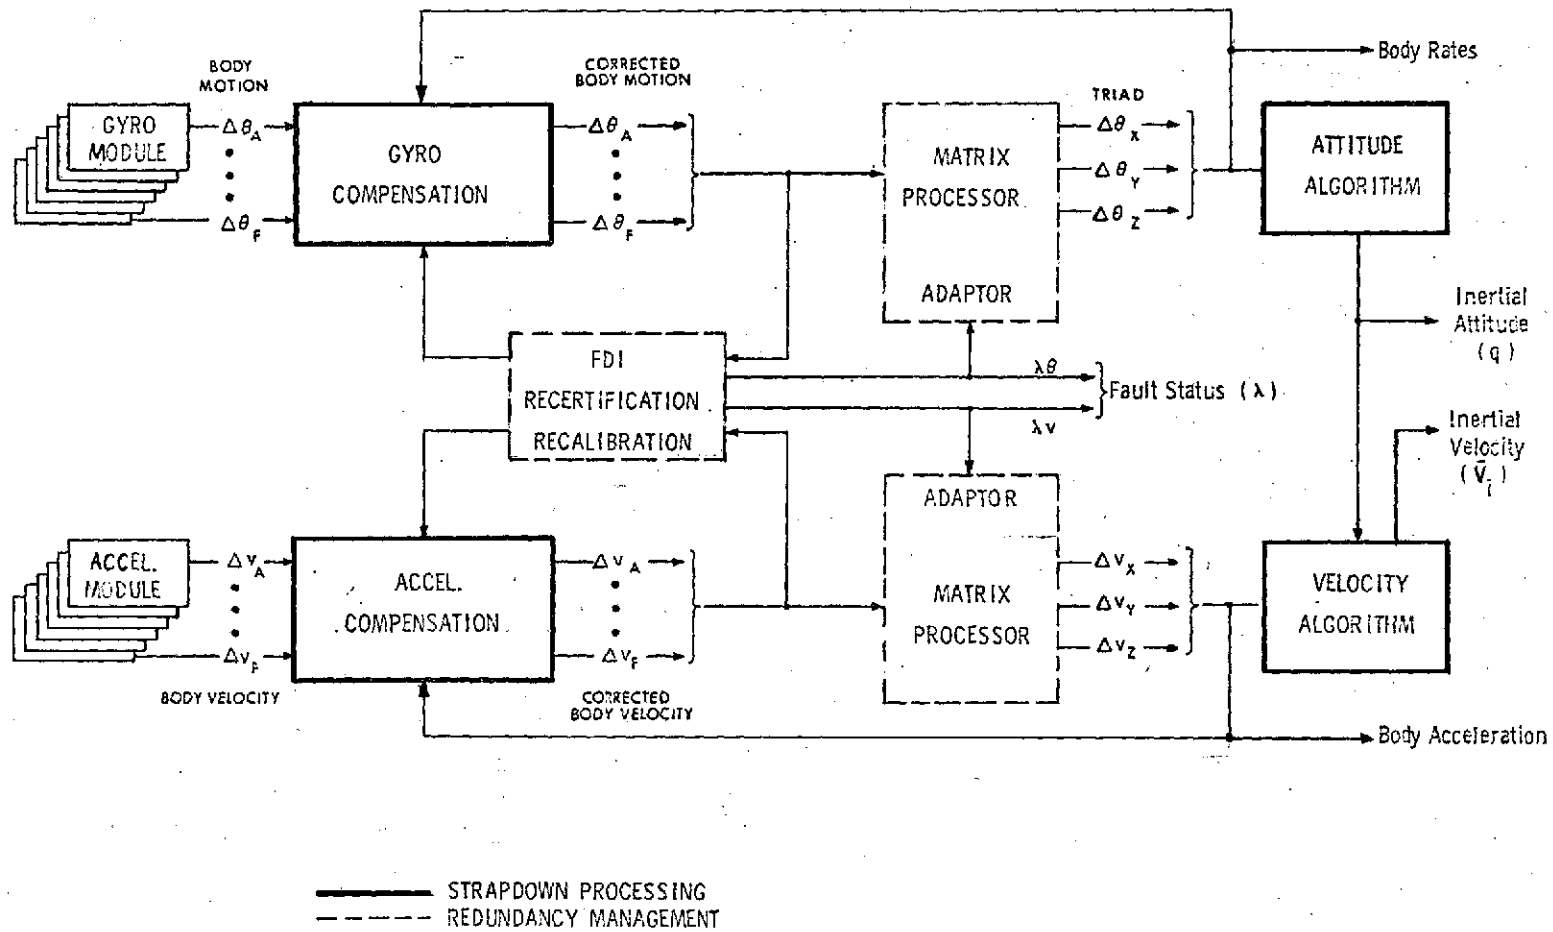 Body Rates
BODY
MOTION
CORRECTED
BODY MOTION
TRIAD
GYRO
MODULE
Δθ_A
Δθ_F
GYRO
COMPENSATION
Δθ_A
Δθ_F
MATRIX
PROCESSOR
ADAPTOR
Δθ_X
Δθ_Y
Δθ_Z
ATTITUDE
ALGORITHM
Inertial
Attitude
(q)
FDI
RECERTIFICATION
RECALIBRATION
λθ
λv
Fault Status (λ)
Inertial
Velocity
(V̄_i)
ACCEL.
MODULE
Δv_A
Δv_F
BODY VELOCITY
ACCEL.
COMPENSATION
Δv_A
Δv_F
CORRECTED
BODY VELOCITY
ADAPTOR
MATRIX
PROCESSOR
Δv_X
Δv_Y
Δv_Z
VELOCITY
ALGORITHM
Body Acceleration
STRAPDOWN PROCESSING
REDUNDANCY MANAGEMENT